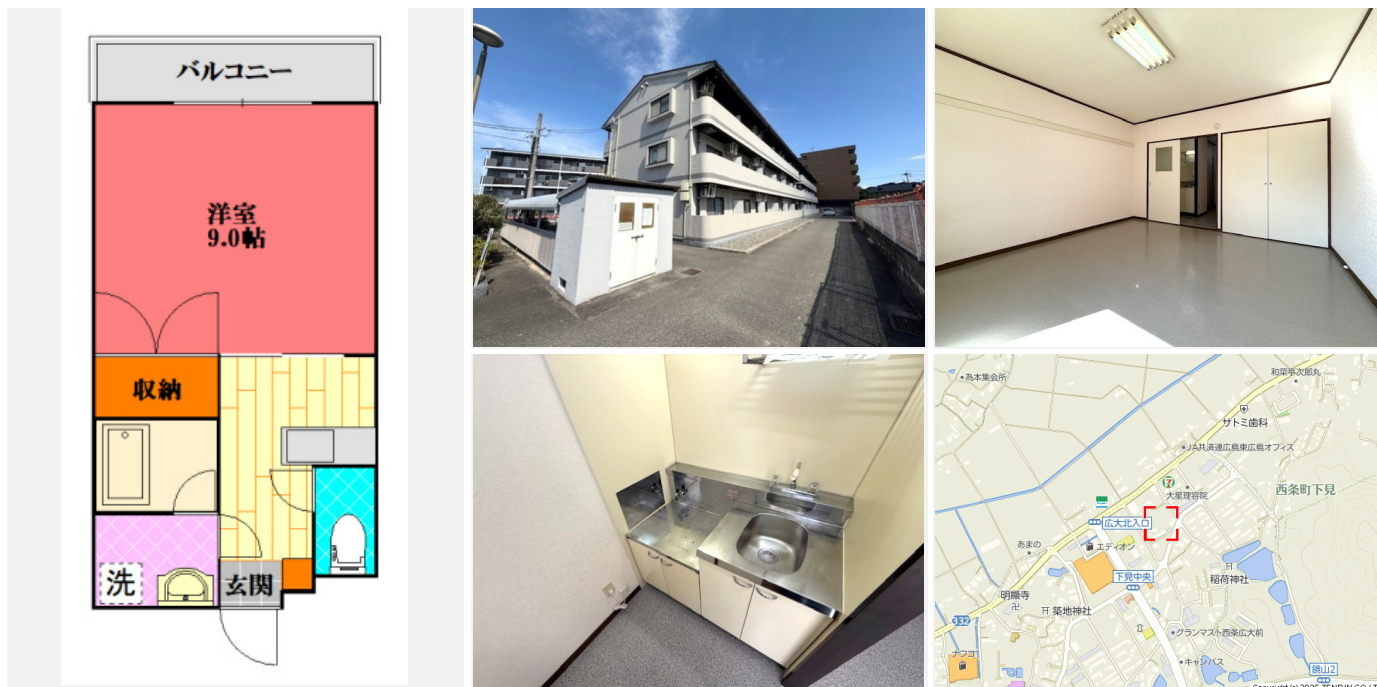 バルコニー
洋室
9.0帖
収納
洗
玄関
為本集会所
和菜亭次郎丸
サトミ歯科
JA共済連広島東広島オフィス
西条町下見
大星理容院
広大北入口
あまの
エディオン
下見中央
稲荷神社
明顕寺
築地神社
332
グランマスト西条広大前
ナフコ
キャンパス
鏡山2